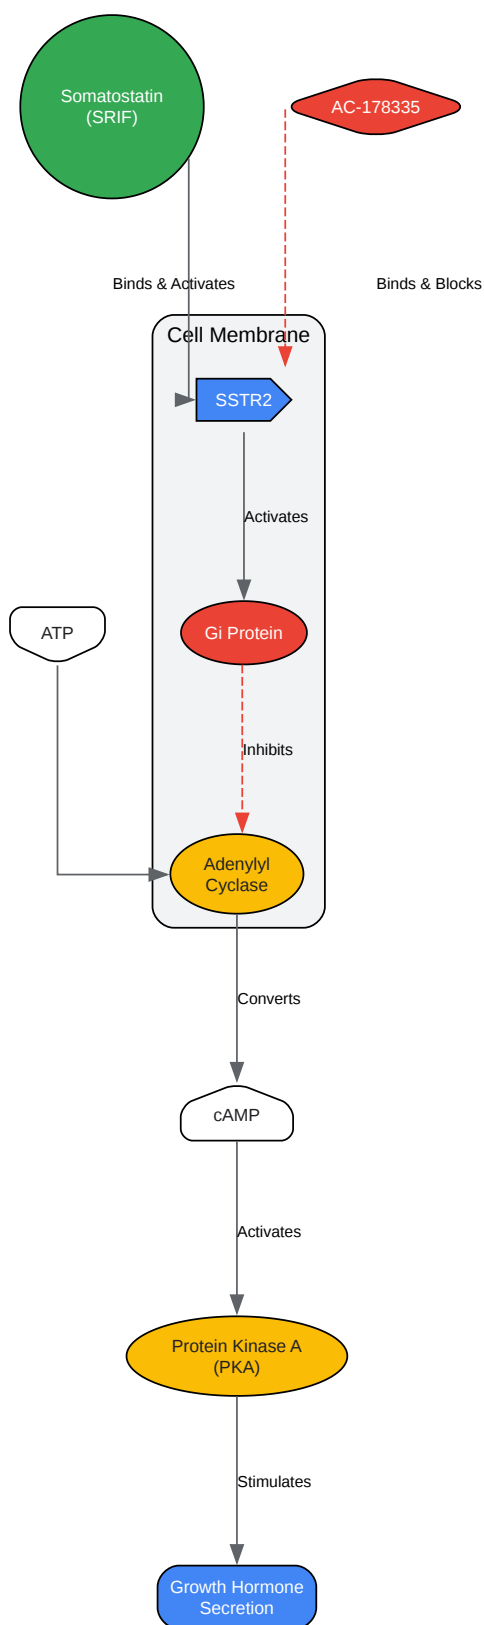 Somatostatin
(SRIF)
AC-178335
Binds & Activates
Binds & Blocks
Cell Membrane
SSTR2
Activates
Gi Protein
ATP
Inhibits
Adenylyl
Cyclase
Converts
cAMP
Activates
Protein Kinase A
(PKA)
Stimulates
Growth Hormone
Secretion